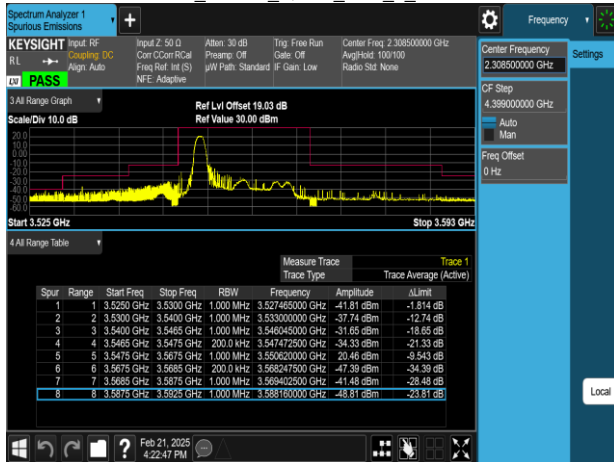 Spectrum Analyzer 1
Spurious Emissions
Frequency
KEYSIGHT Input: RF Input Z: 50 Ω Atten: 30 dB Trig: Free Run Center Freq: 2.308500000 GHz
RL Coupling: DC Corr CCorr RCal Preamp: Off Gate: Off Avg|Hold: 100/100
Align: Auto Freq Ref: Int (S) µW Path: Standard IF Gain: Low Radio Std: None
LXI PASS NFE: Adaptive
Center Frequency
2.308500000 GHz
Settings
CF Step
4.399000000 GHz
Auto
Man
Freq Offset
0 Hz
3 All Range Graph
Ref Lvl Offset 19.03 dB
Scale/Div 10.0 dB Ref Value 30.00 dBm
20.0
10.0
0.00
-10.0
-20.0
-30.0
-40.0
-50.0
-60.0
Start 3.525 GHz Stop 3.593 GHz
4 All Range Table
Measure Trace Trace 1
Trace Type Trace Average (Active)
Spur Range Start Freq Stop Freq RBW Frequency Amplitude ΔLimit
1 1 3.5250 GHz 3.5300 GHz 1.000 MHz 3.527465000 GHz -41.81 dBm -1.814 dB
2 2 3.5300 GHz 3.5400 GHz 1.000 MHz 3.533000000 GHz -37.74 dBm -12.74 dB
3 3 3.5400 GHz 3.5465 GHz 1.000 MHz 3.546045000 GHz -31.65 dBm -18.65 dB
4 4 3.5465 GHz 3.5475 GHz 200.0 kHz 3.547472500 GHz -34.33 dBm -21.33 dB
5 5 3.5475 GHz 3.5675 GHz 1.000 MHz 3.550620000 GHz 20.46 dBm -9.543 dB
6 6 3.5675 GHz 3.5685 GHz 200.0 kHz 3.568247500 GHz -47.39 dBm -34.39 dB
7 7 3.5685 GHz 3.5875 GHz 1.000 MHz 3.569402500 GHz -41.48 dBm -28.48 dB
8 8 3.5875 GHz 3.5925 GHz 1.000 MHz 3.588160000 GHz -48.81 dBm -23.81 dB
Local
Feb 21, 2025
4:22:47 PM